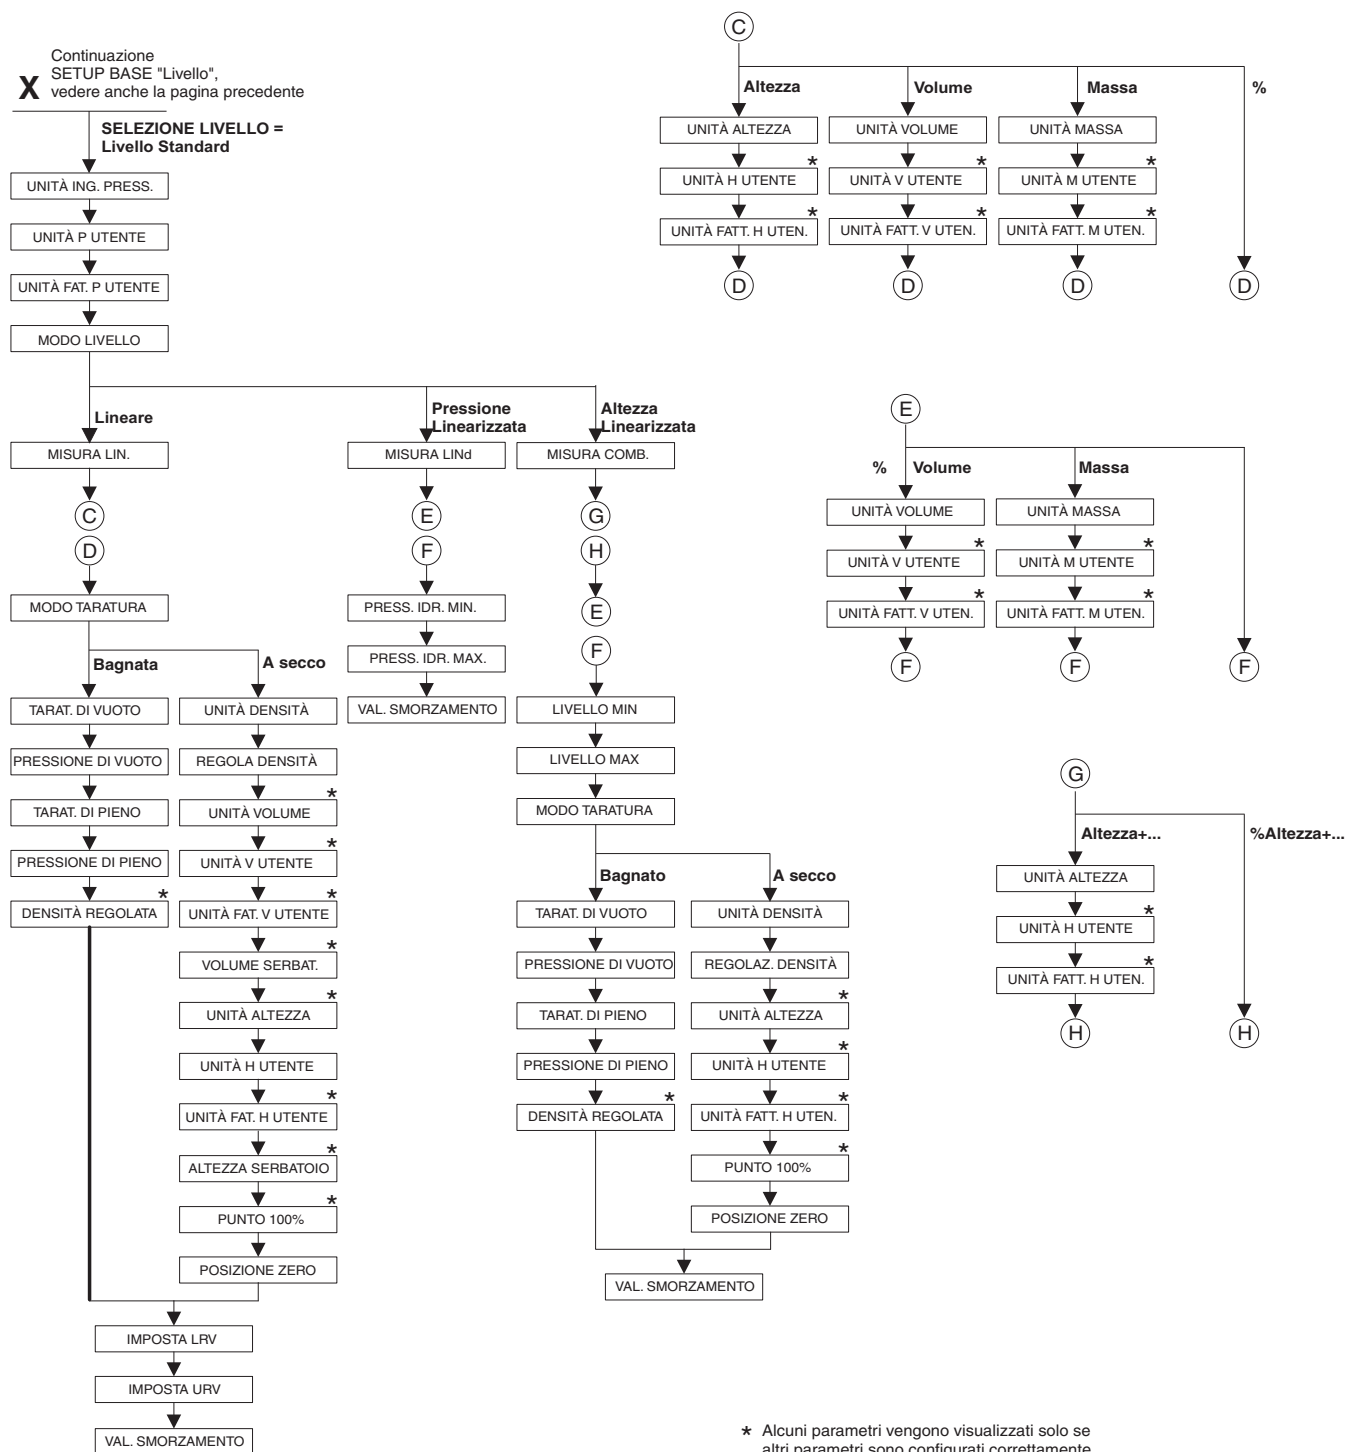 Continuazione
SETUP BASE "Livello",
X vedere anche la pagina precedente
SELEZIONE LIVELLO =
Livello Standard
UNITÀ ING. PRESS.
UNITÀ P UTENTE
UNITÀ FAT. P UTENTE
MODO LIVELLO
Lineare
MISURA LIN.
C
D
MODO TARATURA
Bagnata
TARAT. DI VUOTO
PRESSIONE DI VUOTO
TARAT. DI PIENO
PRESSIONE DI PIENO
*
DENSITÀ REGOLATA
A secco
UNITÀ DENSITÀ
REGOLA DENSITÀ
*
UNITÀ VOLUME
*
UNITÀ V UTENTE
*
UNITÀ FAT. V UTENTE
*
VOLUME SERBAT.
*
UNITÀ ALTEZZA
UNITÀ H UTENTE
*
UNITÀ FAT. H UTENTE
*
ALTEZZA SERBATOIO
*
PUNTO 100%
POSIZIONE ZERO
IMPOSTA LRV
IMPOSTA URV
VAL. SMORZAMENTO
Pressione
Linearizzata
MISURA LINd
E
F
PRESS. IDR. MIN.
PRESS. IDR. MAX.
VAL. SMORZAMENTO
Altezza
Linearizzata
MISURA COMB.
G
H
E
F
LIVELLO MIN
LIVELLO MAX
MODO TARATURA
Bagnato
TARAT. DI VUOTO
PRESSIONE DI VUOTO
TARAT. DI PIENO
PRESSIONE DI PIENO
*
DENSITÀ REGOLATA
A secco
UNITÀ DENSITÀ
REGOLAZ. DENSITÀ
*
UNITÀ ALTEZZA
*
UNITÀ H UTENTE
*
UNITÀ FATT. H UTEN.
*
PUNTO 100%
POSIZIONE ZERO
VAL. SMORZAMENTO
C
Altezza
UNITÀ ALTEZZA
*
UNITÀ H UTENTE
*
UNITÀ FATT. H UTEN.
D
Volume
UNITÀ VOLUME
*
UNITÀ V UTENTE
*
UNITÀ FATT. V UTEN.
D
Massa
UNITÀ MASSA
*
UNITÀ M UTENTE
*
UNITÀ FATT. M UTEN.
D
%
D
E
% Volume
UNITÀ VOLUME
*
UNITÀ V UTENTE
*
UNITÀ FATT. V UTEN.
F
Massa
UNITÀ MASSA
*
UNITÀ M UTENTE
*
UNITÀ FATT. M UTEN.
F
F
G
Altezza+...
UNITÀ ALTEZZA
*
UNITÀ H UTENTE
*
UNITÀ FATT. H UTEN.
H
%Altezza+...
H
* Alcuni parametri vengono visualizzati solo se
altri parametri sono configurati correttamente